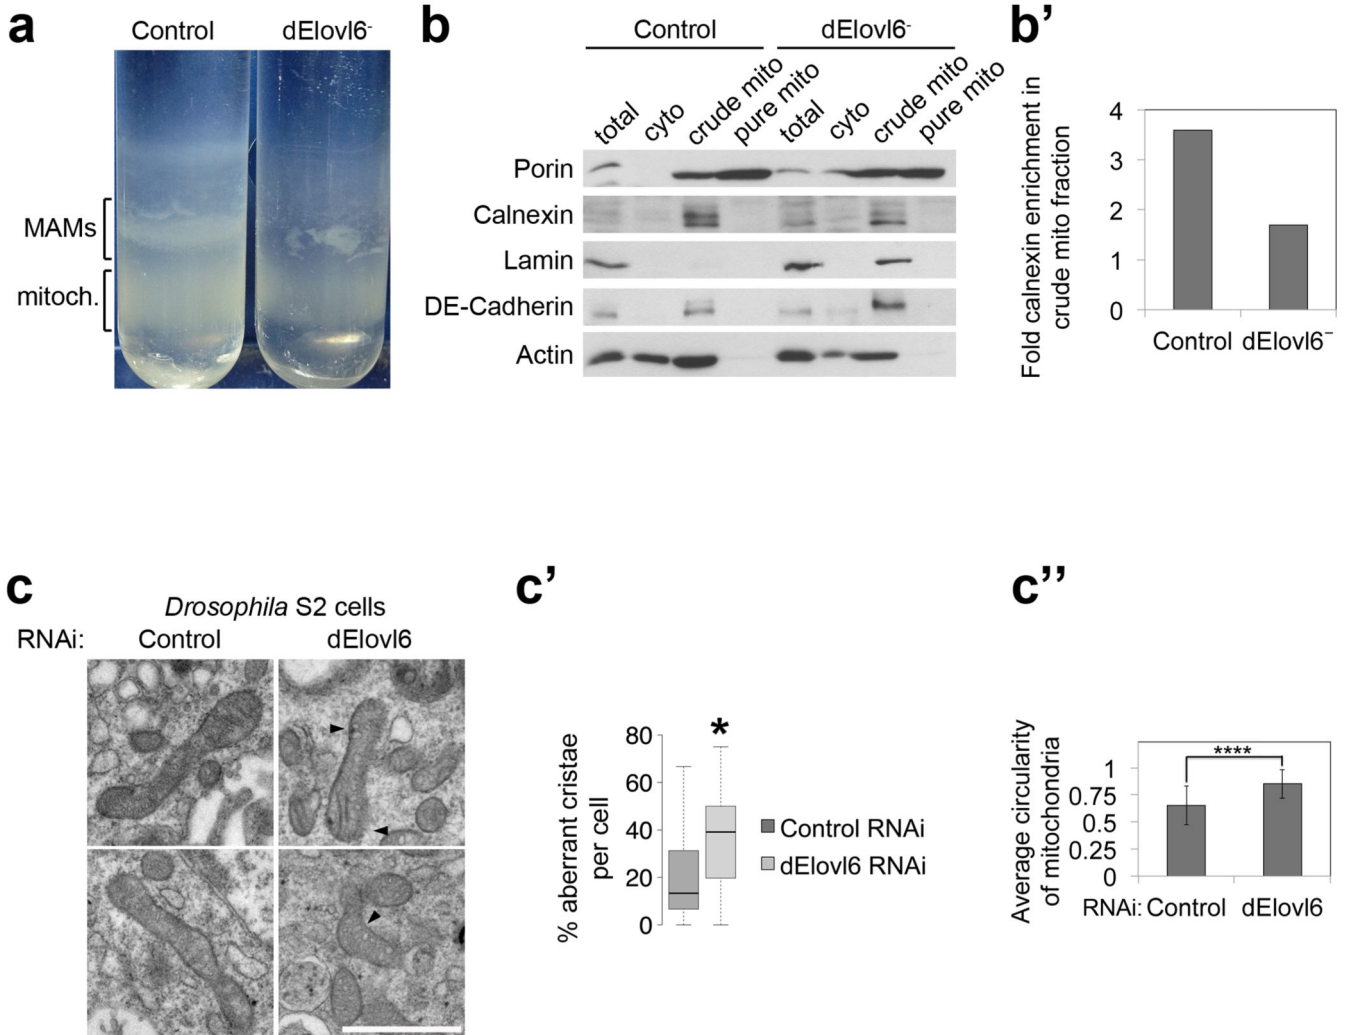 a
Control dElovl6-
MAMs
mitoch.
b
Control dElovl6-
total cyto crude mito pure mito total cyto crude mito pure mito
Porin
Calnexin
Lamin
DE-Cadherin
Actin
b’
Fold calnexin enrichment in
crude mito fraction
4
3
2
1
0
Control dElovl6−
c
Drosophila S2 cells
RNAi: Control dElovl6
c’
% aberrant cristae
per cell
80
60
40
20
0
*
Control RNAi
dElovl6 RNAi
c’’
Average circularity
of mitochondria
1
0.75
0.5
0.25
0
****
RNAi: Control dElovl6